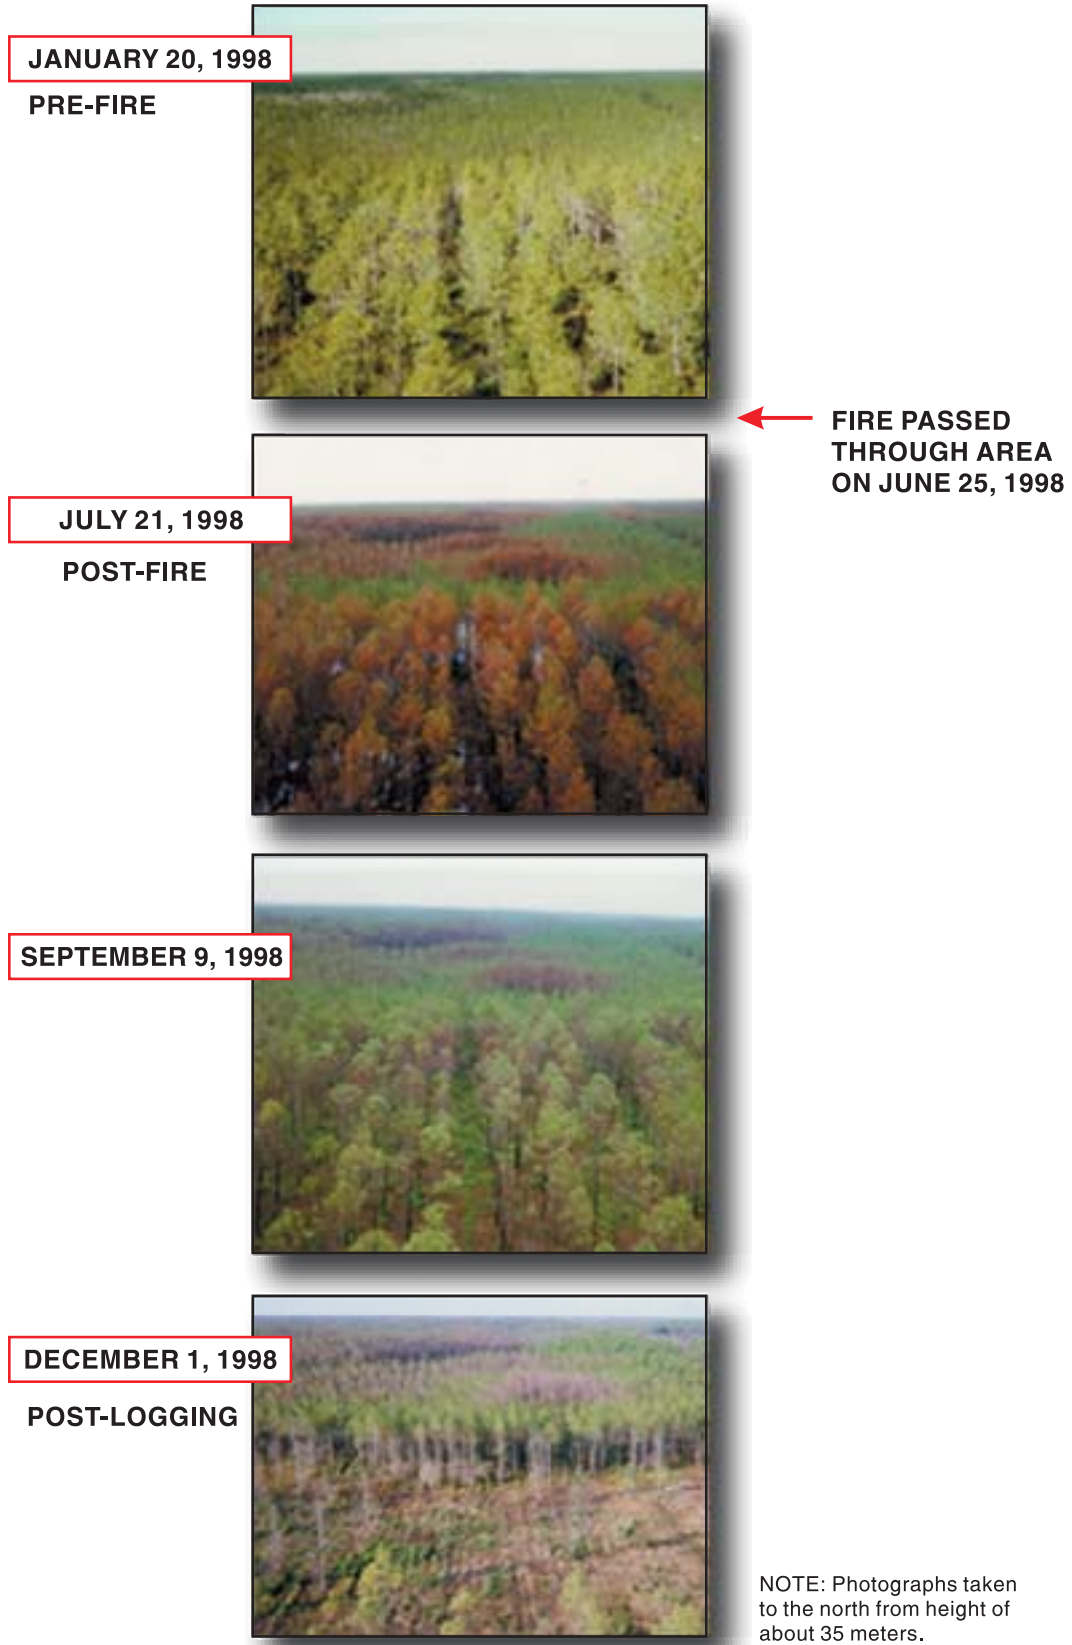 JANUARY 20, 1998
PRE-FIRE
FIRE PASSED
THROUGH AREA
ON JUNE 25, 1998
JULY 21, 1998
POST-FIRE
SEPTEMBER 9, 1998
DECEMBER 1, 1998
POST-LOGGING
NOTE: Photographs taken
to the north from height of
about 35 meters.